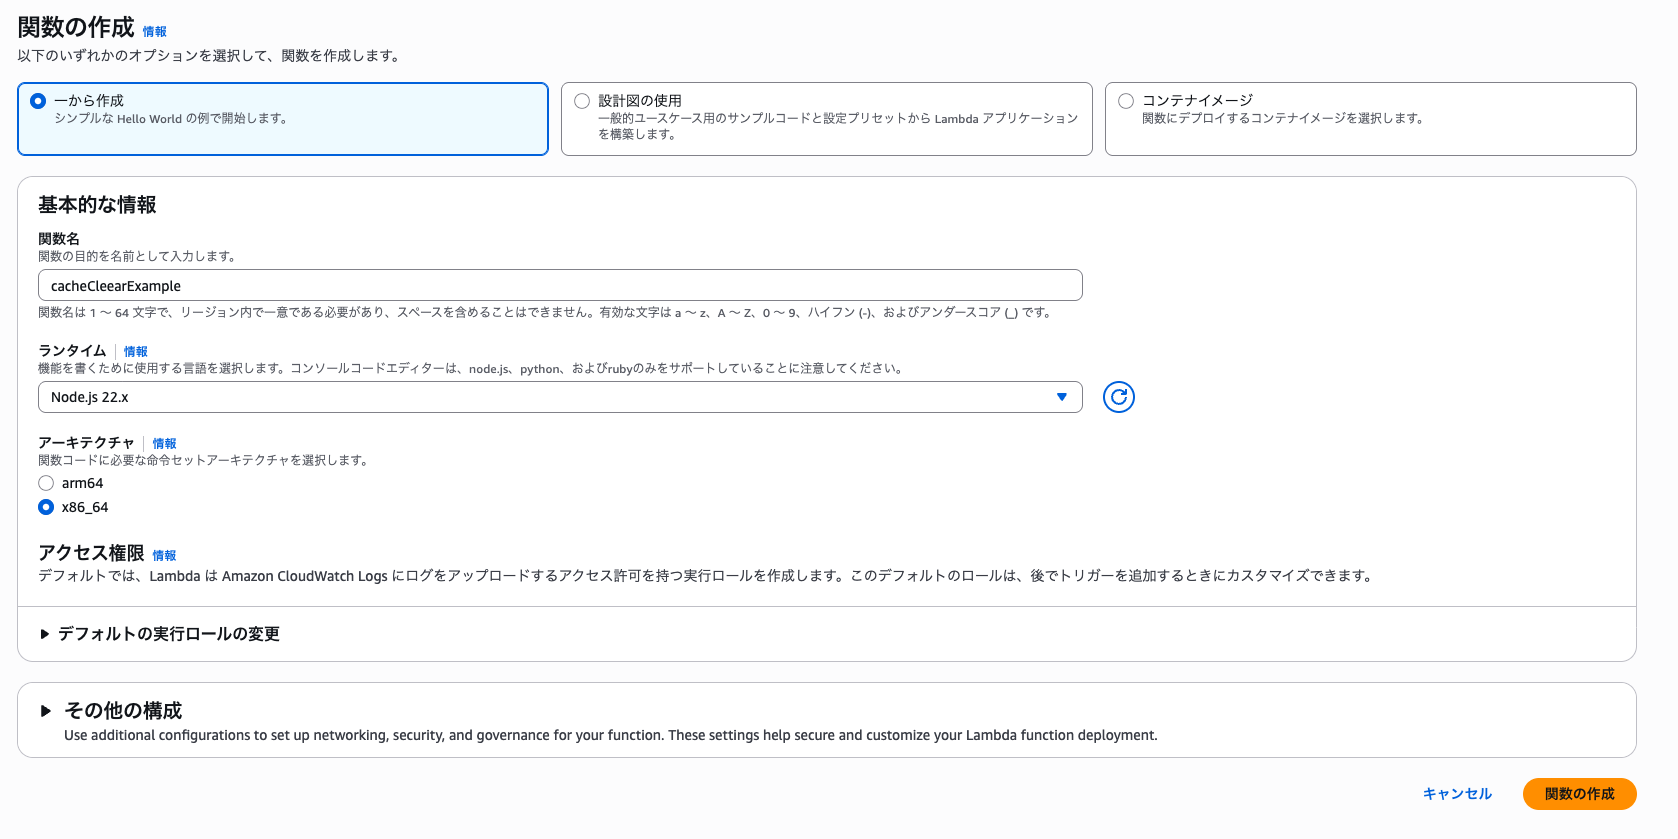 関数の作成 情報
以下のいずれかのオプションを選択して、関数を作成します。
一から作成
シンプルな Hello World の例で開始します。
設計図の使用
一般的ユースケース用のサンプルコードと設定プリセットから Lambda アプリケーション
を構築します。
コンテナイメージ
関数にデプロイするコンテナイメージを選択します。
基本的な情報
関数名
関数の目的を名前として入力します。
cacheCleearExample
関数名は 1 ～ 64 文字で、リージョン内で一意である必要があり、スペースを含めることはできません。有効な文字は a ～ z、A ～ Z、0 ～ 9、ハイフン (-)、およびアンダースコア (_) です。
ランタイム 情報
機能を書くために使用する言語を選択します。コンソールコードエディターは、node.js、python、およびrubyのみをサポートしていることに注意してください。
Node.js 22.x
アーキテクチャ 情報
関数コードに必要な命令セットアーキテクチャを選択します。
arm64
x86_64
アクセス権限 情報
デフォルトでは、Lambda は Amazon CloudWatch Logs にログをアップロードするアクセス許可を持つ実行ロールを作成します。このデフォルトのロールは、後でトリガーを追加するときにカスタマイズできます。
デフォルトの実行ロールの変更
その他の構成
Use additional configurations to set up networking, security, and governance for your function. These settings help secure and customize your Lambda function deployment.
キャンセル 関数の作成